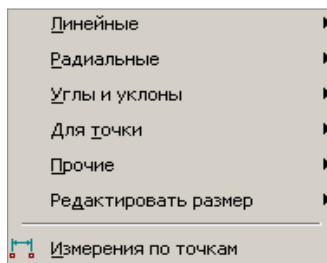 Линейные
Радиальные
Углы и уклоны
Для точки
Прочие
Редактировать размер
Измерения по точкам